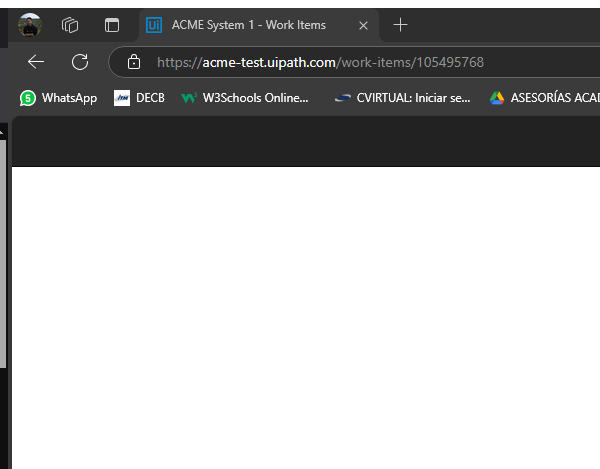 Ui ACME System 1 - Work Items
https://acme-test.uipath.com/work-items/105495768
5 WhatsApp DECB W3Schools Online... CVIRTUAL: Iniciar se... ASESORÍAS ACAD